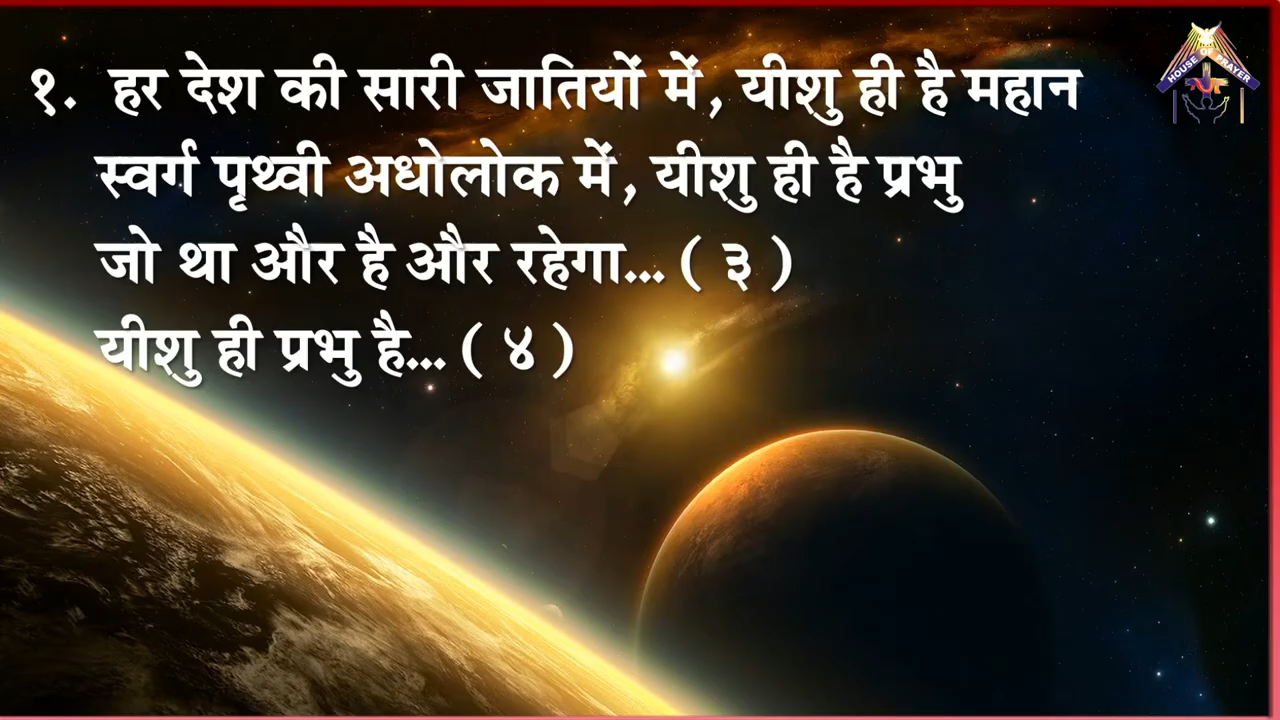 १. हर देश की सारी जातियों में, यीशु ही है महान
स्वर्ग पृथ्वी अधोलोक में, यीशु ही है प्रभु
जो था और है और रहेगा... ( ३ )
यीशु ही प्रभु है... ( ४ )
HOUSE OF PRAYER